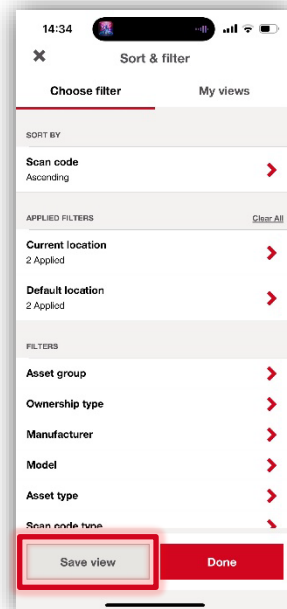 14:34
Sort & filter
Choose filter
My views
SORT BY
Scan code
Ascending
APPLIED FILTERS
Clear All
Current location
2 Applied
Default location
2 Applied
FILTERS
Asset group
Ownership type
Manufacturer
Model
Asset type
Scan code type
Save view
Done